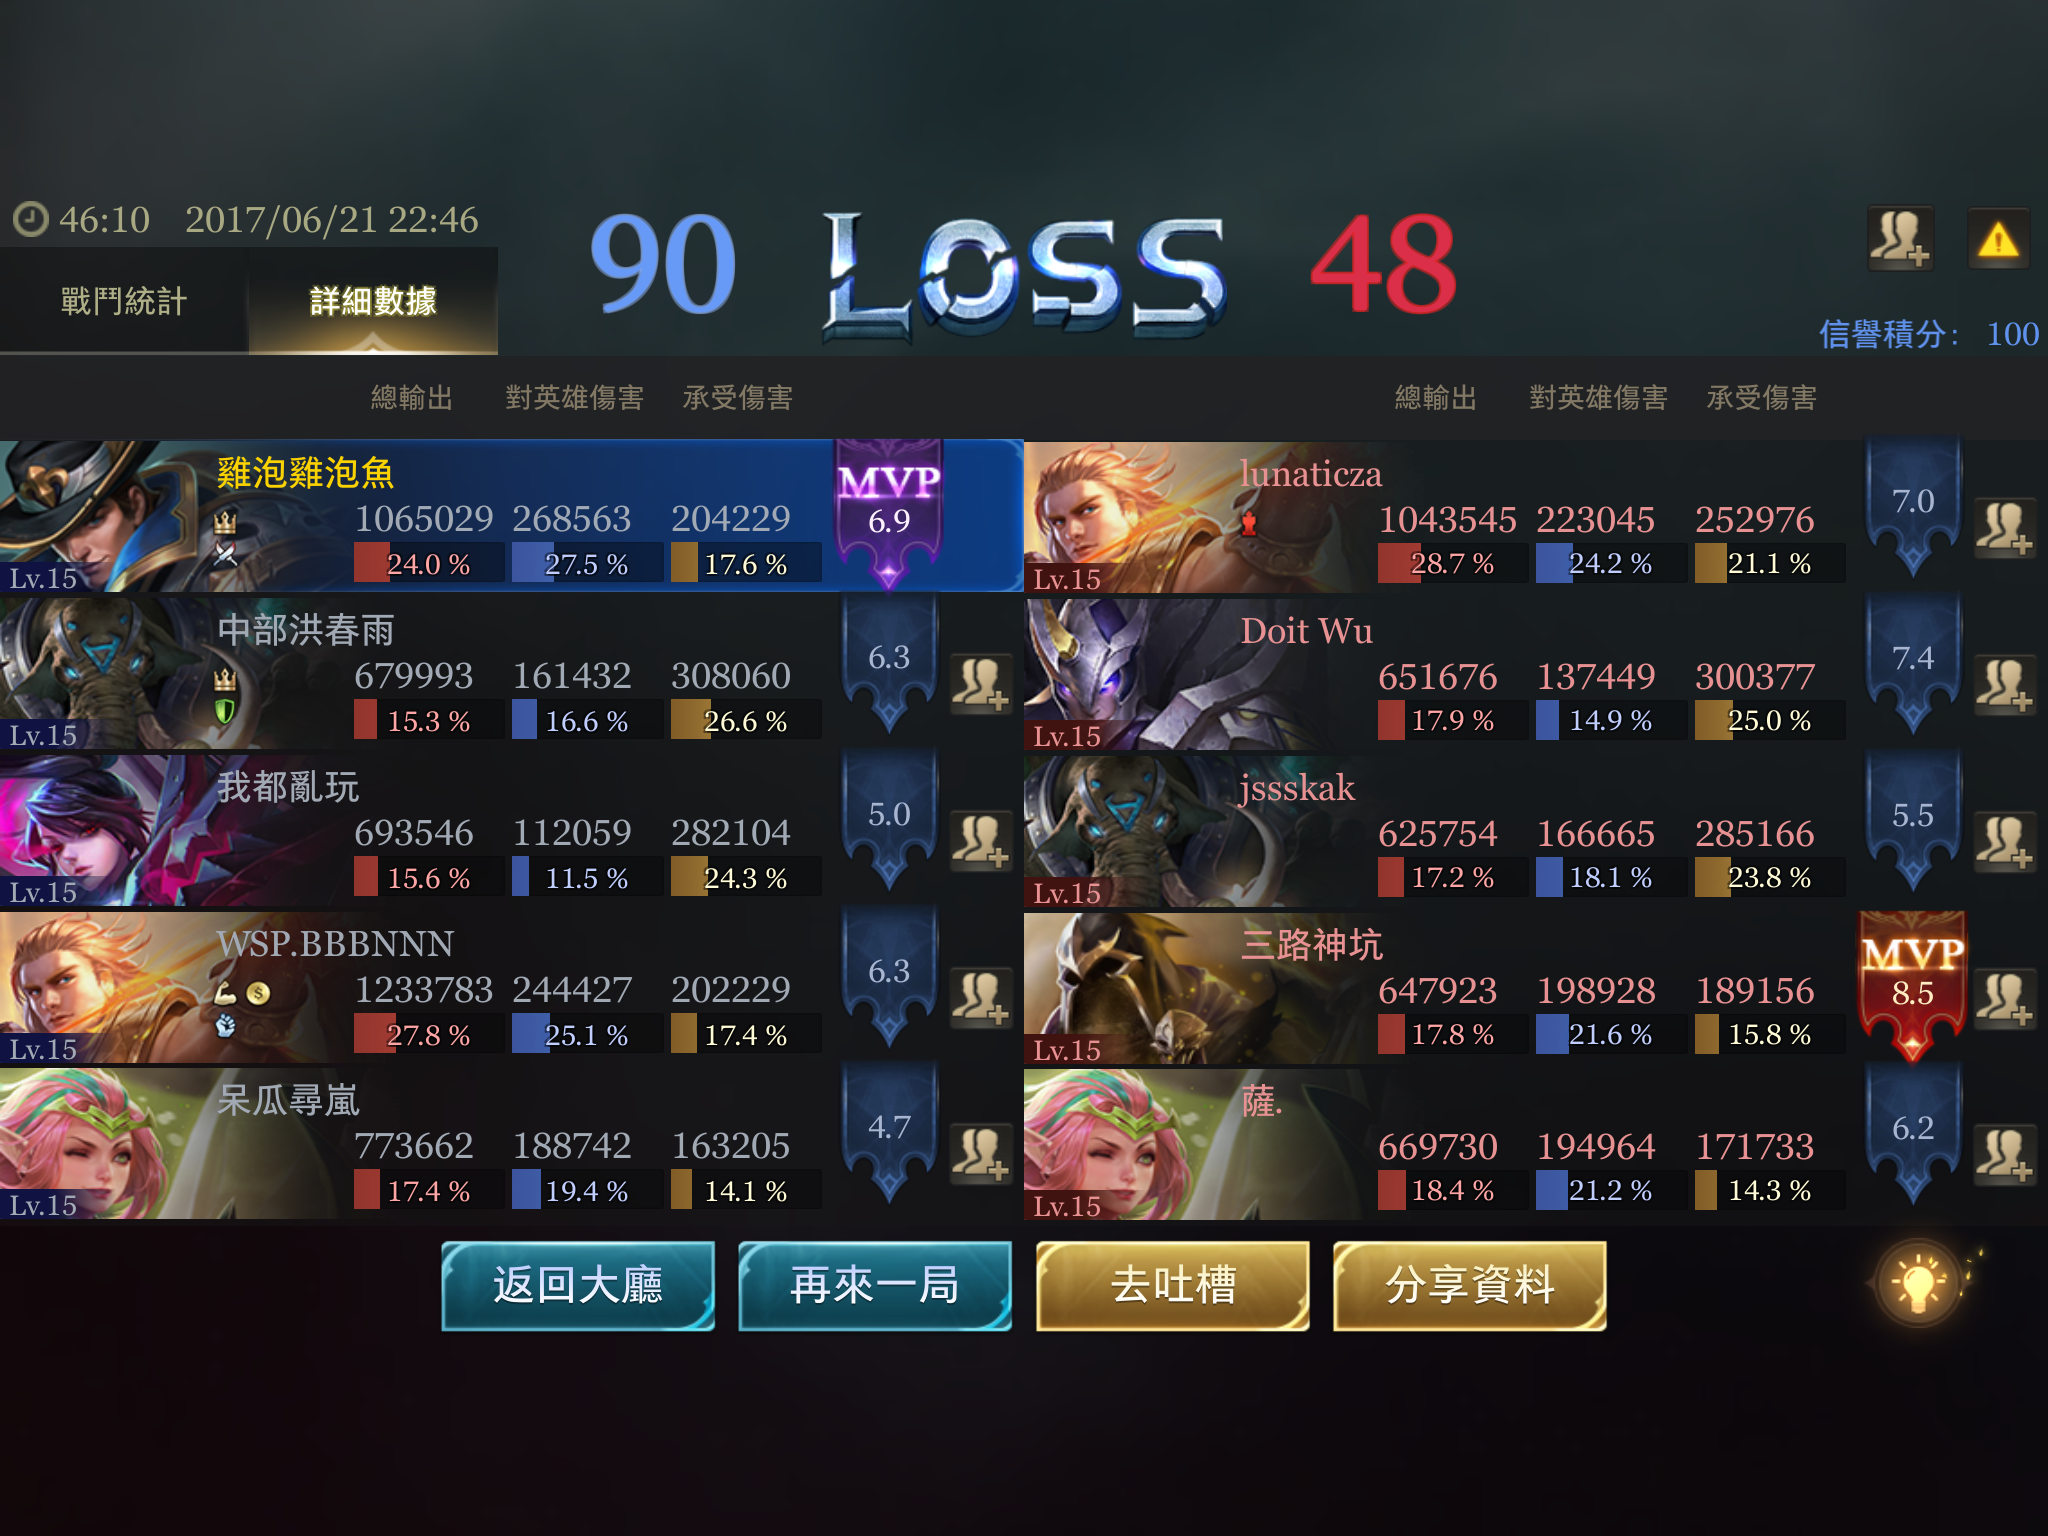 46:10 2017/06/21 22:46
90 LOSS 48
戰鬥統計 詳細數據
信譽積分： 100
總輸出 對英雄傷害 承受傷害
雞泡雞泡魚
1065029 268563 204229
24.0 % 27.5 % 17.6 %
MVP
6.9
Lv.15
中部洪春雨
679993 161432 308060
15.3 % 16.6 % 26.6 %
6.3
Lv.15
我都亂玩
693546 112059 282104
15.6 % 11.5 % 24.3 %
5.0
Lv.15
WSP.BBBNNN
1233783 244427 202229
27.8 % 25.1 % 17.4 %
6.3
Lv.15
呆瓜尋嵐
773662 188742 163205
17.4 % 19.4 % 14.1 %
4.7
Lv.15
總輸出 對英雄傷害 承受傷害
lunaticza
1043545 223045 252976
28.7 % 24.2 % 21.1 %
7.0
Lv.15
Doit Wu
651676 137449 300377
17.9 % 14.9 % 25.0 %
7.4
Lv.15
jssskak
625754 166665 285166
17.2 % 18.1 % 23.8 %
5.5
Lv.15
三路神坑
647923 198928 189156
17.8 % 21.6 % 15.8 %
MVP
8.5
Lv.15
薩.
669730 194964 171733
18.4 % 21.2 % 14.3 %
6.2
Lv.15
返回大廳 再來一局 去吐槽 分享資料